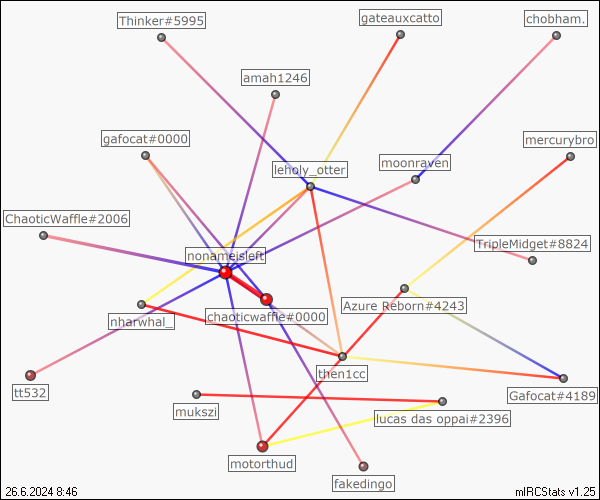 Thinker#5995
gateauxcatto
chobham.
amah1246
gafocat#0000
mercurybro
leholy_otter
moonraven
ChaoticWaffle#2006
TripleMidget#8824
nonameisleft
Azure Reborn#4243
chaoticwaffle#0000
nharwhal_
then1cc
tt532
Gafocat#4189
mukszi
lucas das oppai#2396
motorthud
fakedingo
26.6.2024 8:46
mIRCStats v1.25